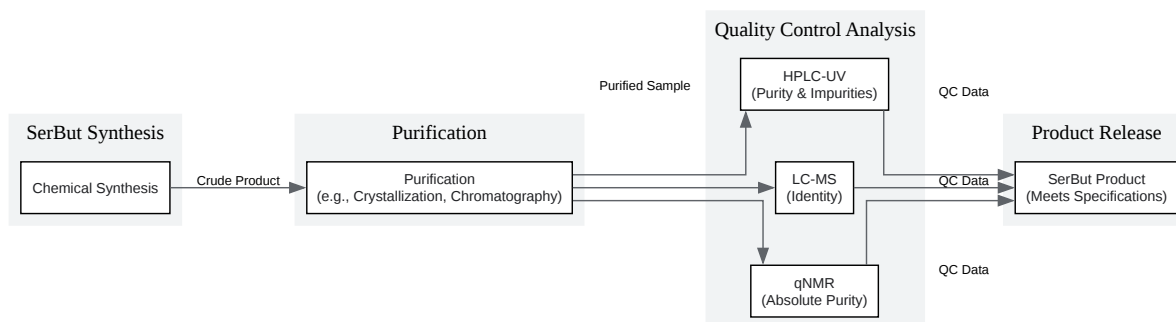 SerBut Synthesis
Chemical Synthesis
Crude Product
Purification
Purification
(e.g., Crystallization, Chromatography)
Purified Sample
Quality Control Analysis
HPLC-UV
(Purity & Impurities)
LC-MS
(Identity)
qNMR
(Absolute Purity)
QC Data
QC Data
QC Data
Product Release
SerBut Product
(Meets Specifications)